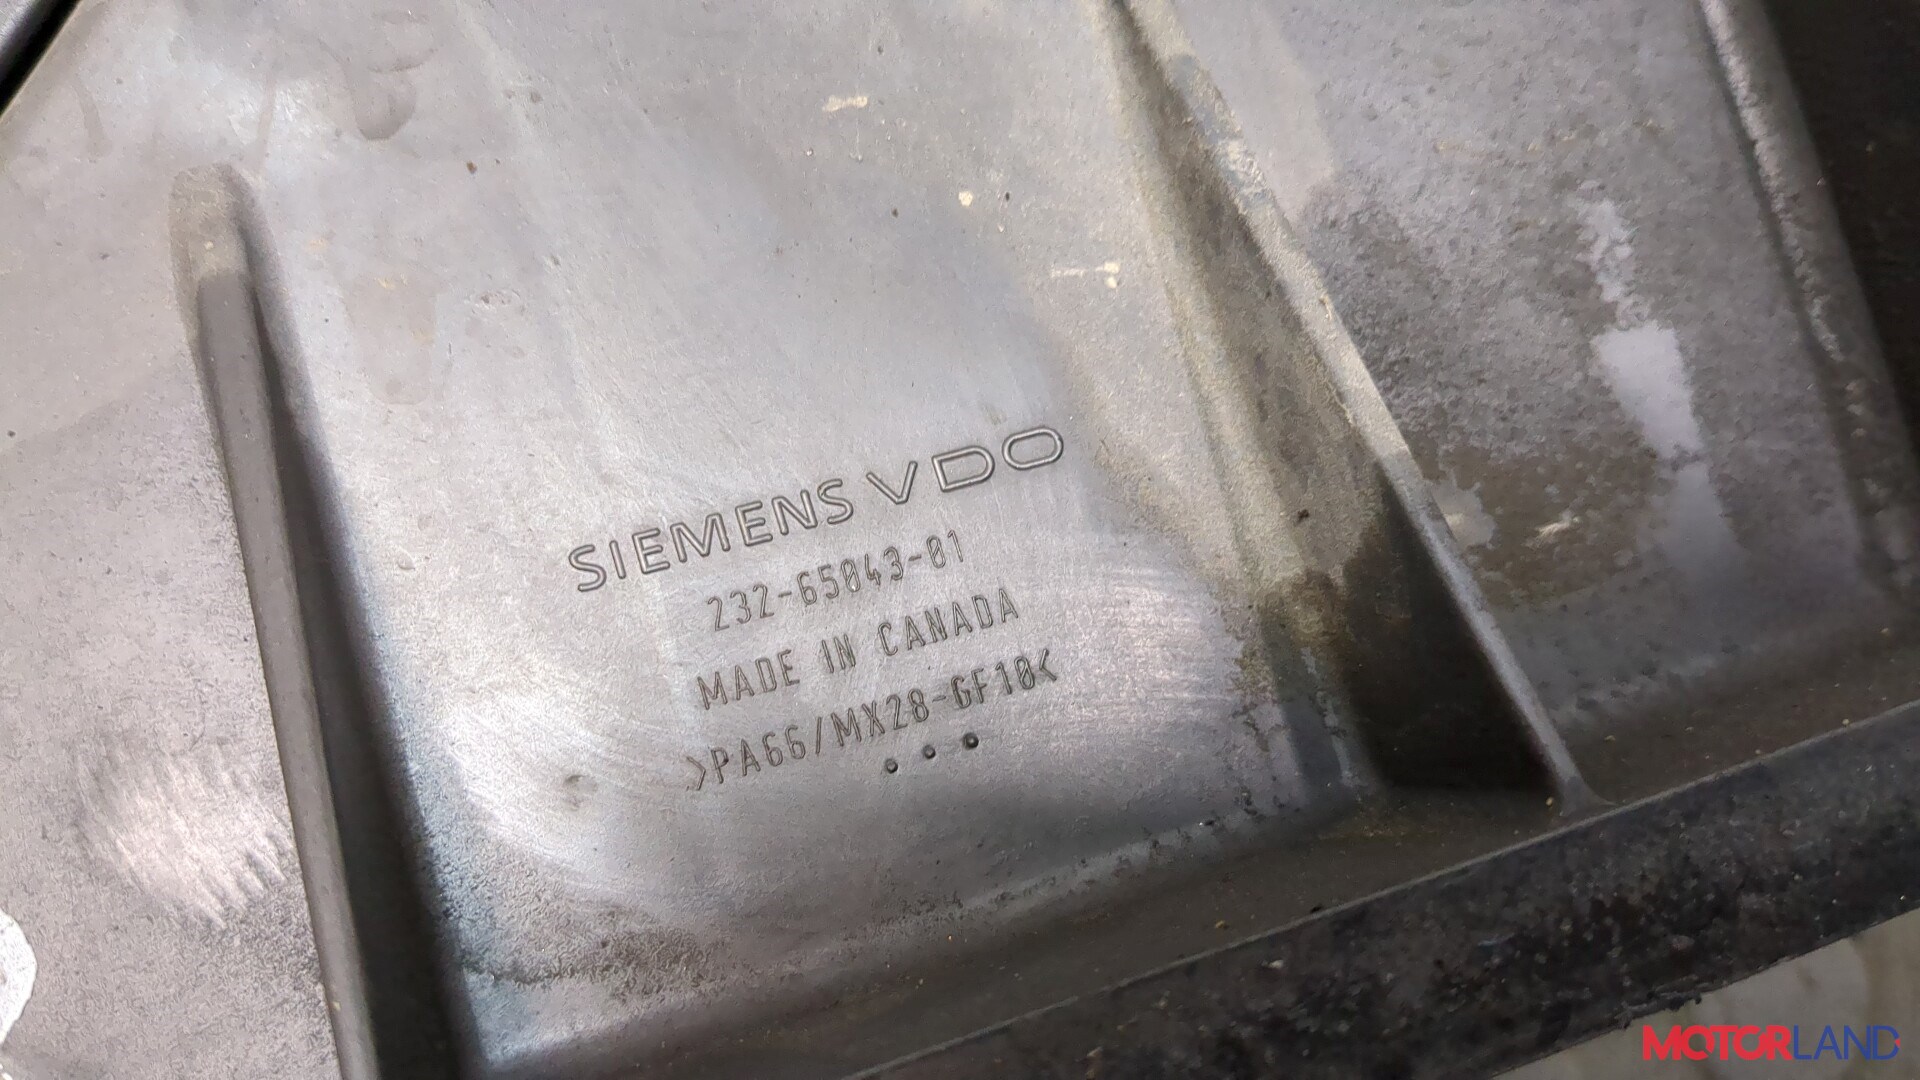 SIEMENS VDO
232-65043-01
MADE IN CANADA
>PA66/MX28-GF10<
MOTORLAND